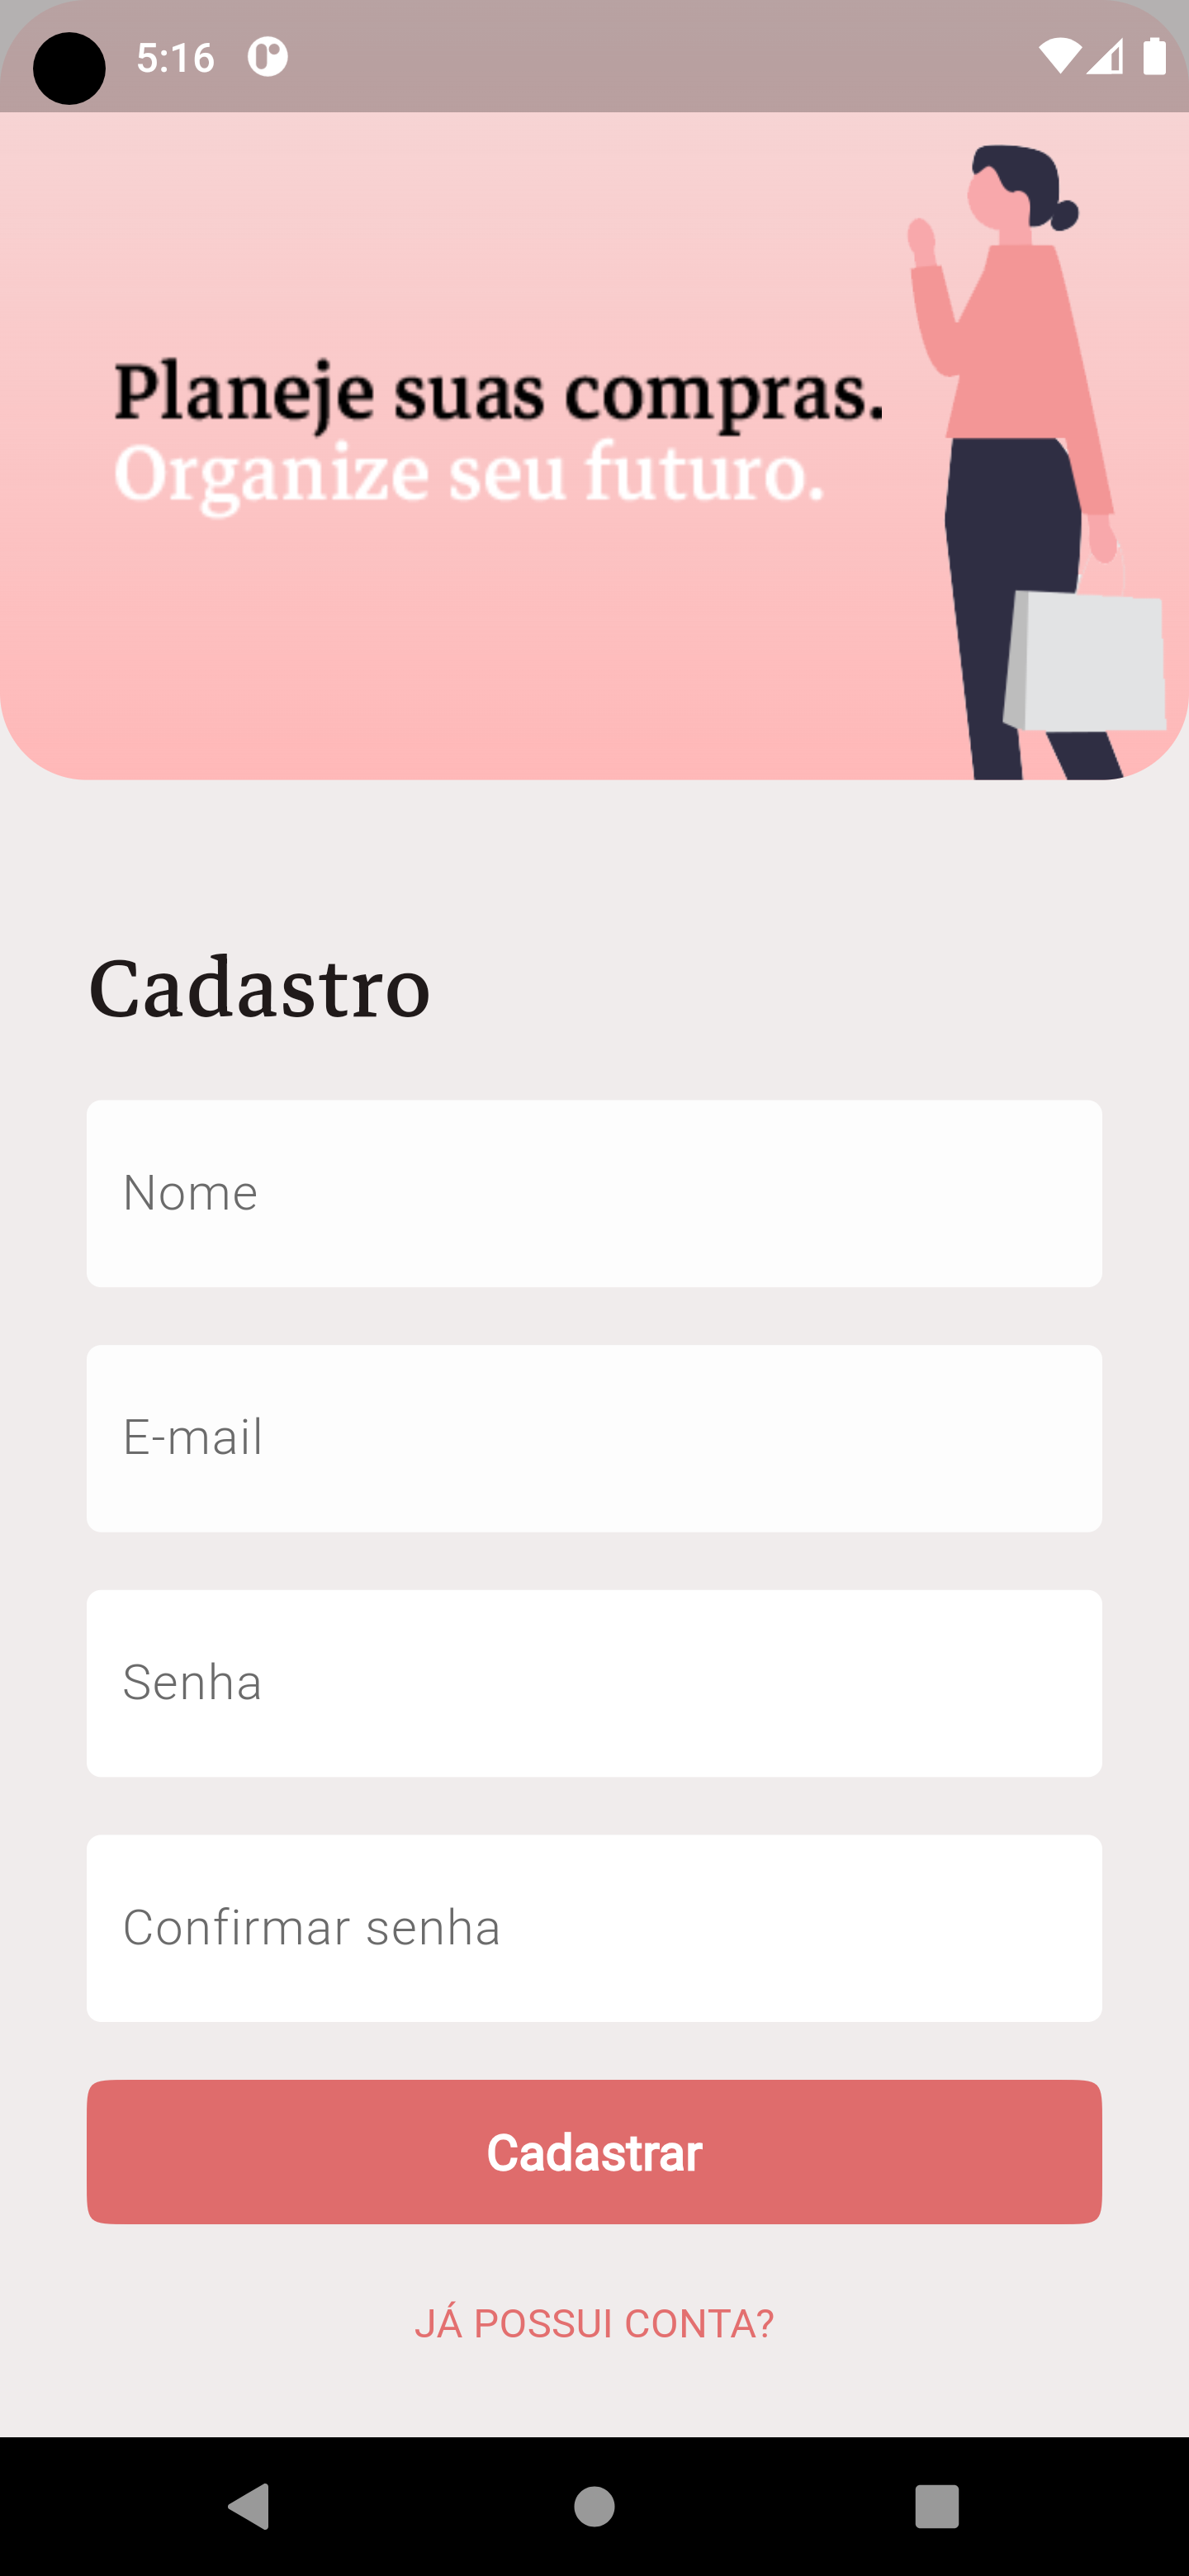 5:16
Planeje suas compras.
Organize seu futuro.
Cadastro
Nome
E-mail
Senha
Confirmar senha
Cadastrar
JÁ POSSUI CONTA?